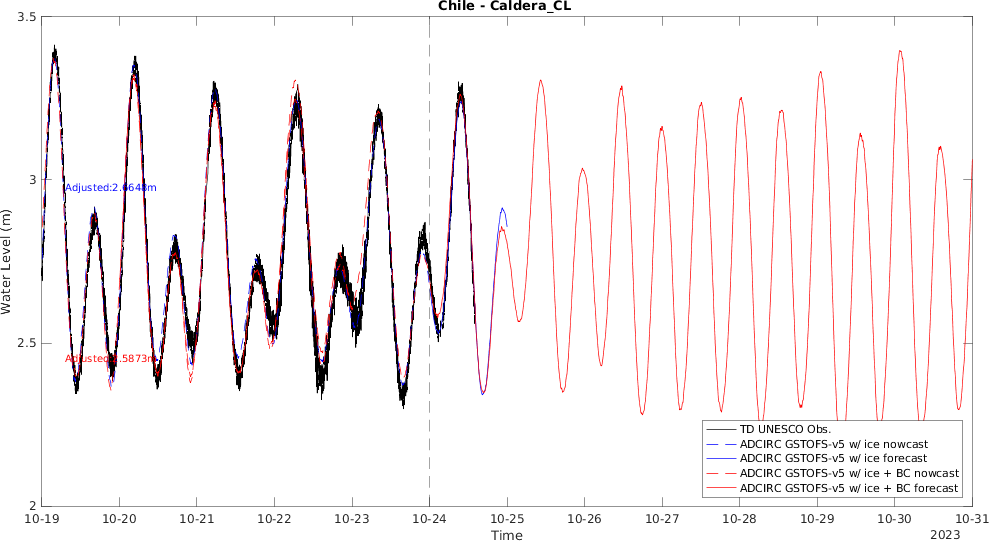 Chile - Caldera_CL
3.5
3
2.5
2
Water Level (m)
Adjusted:2.6648m
Adjusted:2.5873m
TD UNESCO Obs.
ADCIRC GSTOFS-v5 w/ ice nowcast
ADCIRC GSTOFS-v5 w/ ice forecast
ADCIRC GSTOFS-v5 w/ ice + BC nowcast
ADCIRC GSTOFS-v5 w/ ice + BC forecast
10-19 10-20 10-21 10-22 10-23 10-24 10-25 10-26 10-27 10-28 10-29 10-30 10-31
Time
2023